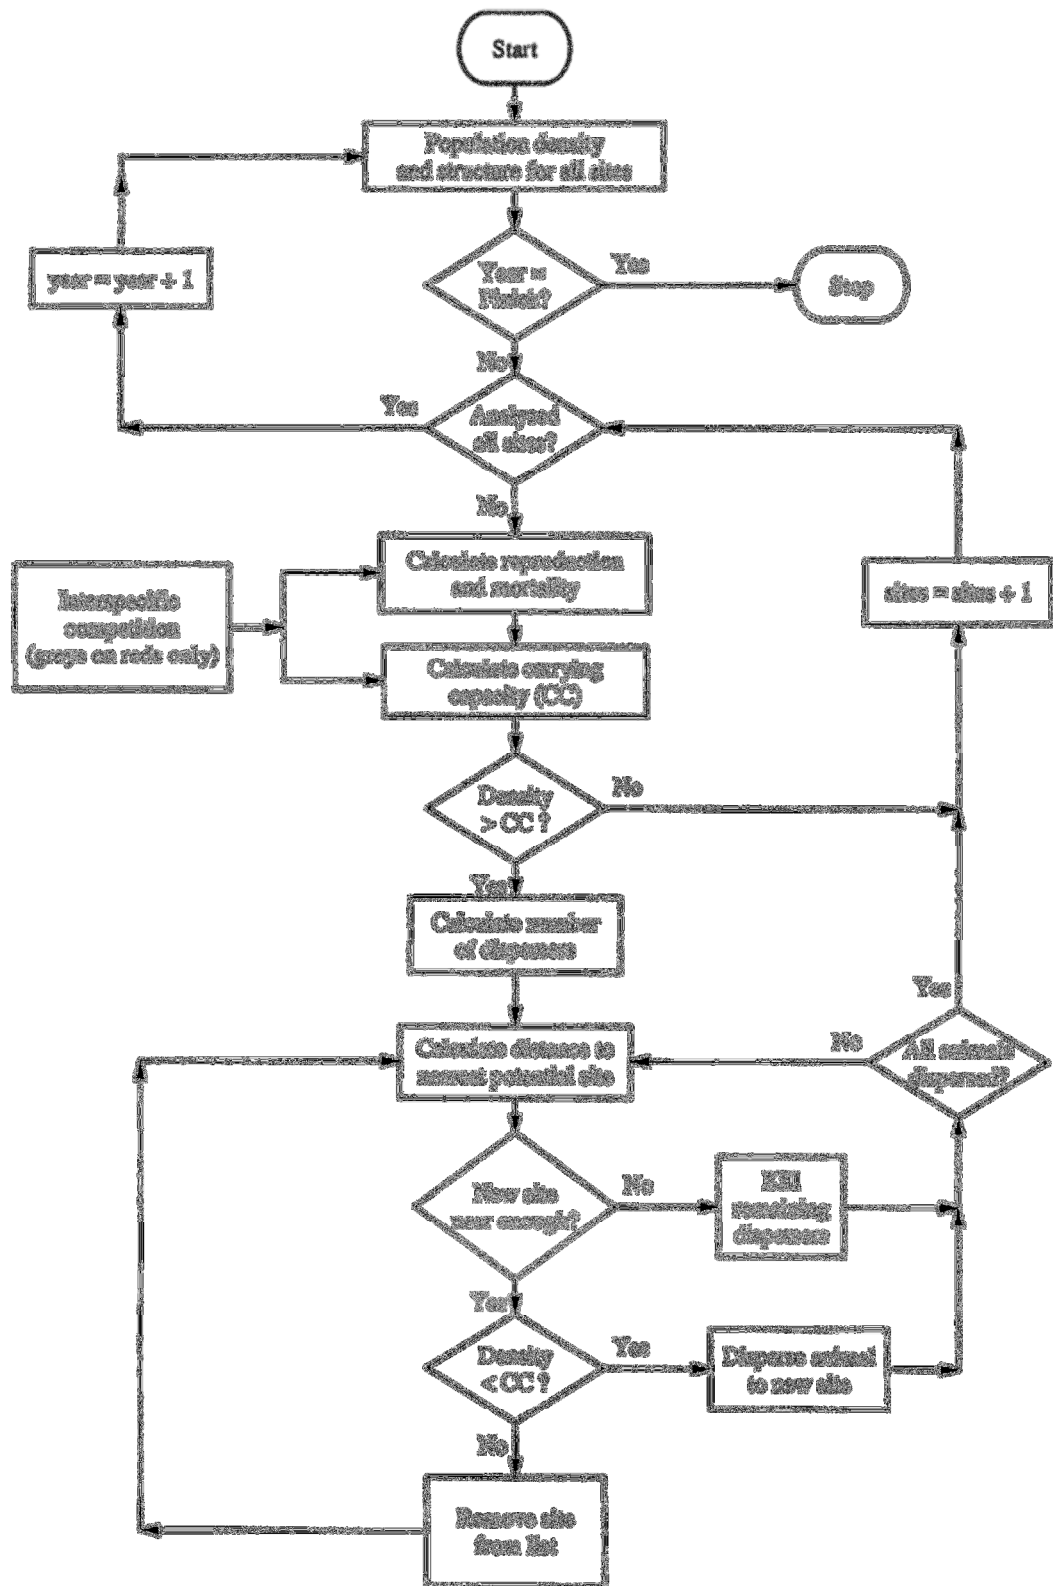 Start
Population density
and structure for all sites
year = year + 1
Year =
Finish?
Yes
Stop
No
Yes
Analysed
all sites?
No
Calculate reproduction
and mortality
sites = sites + 1
Interspecific
competition
(greys on reds only)
Calculate carrying
capacity (CC)
Density
> CC ?
No
Yes
Calculate number
of dispersers
Yes
Calculate distance to
nearest potential site
No
All animals
dispersed?
New site
near enough?
No
Kill
remaining
dispersers
Yes
Density
< CC ?
Yes
Disperse animal
to new site
No
Remove site
from list